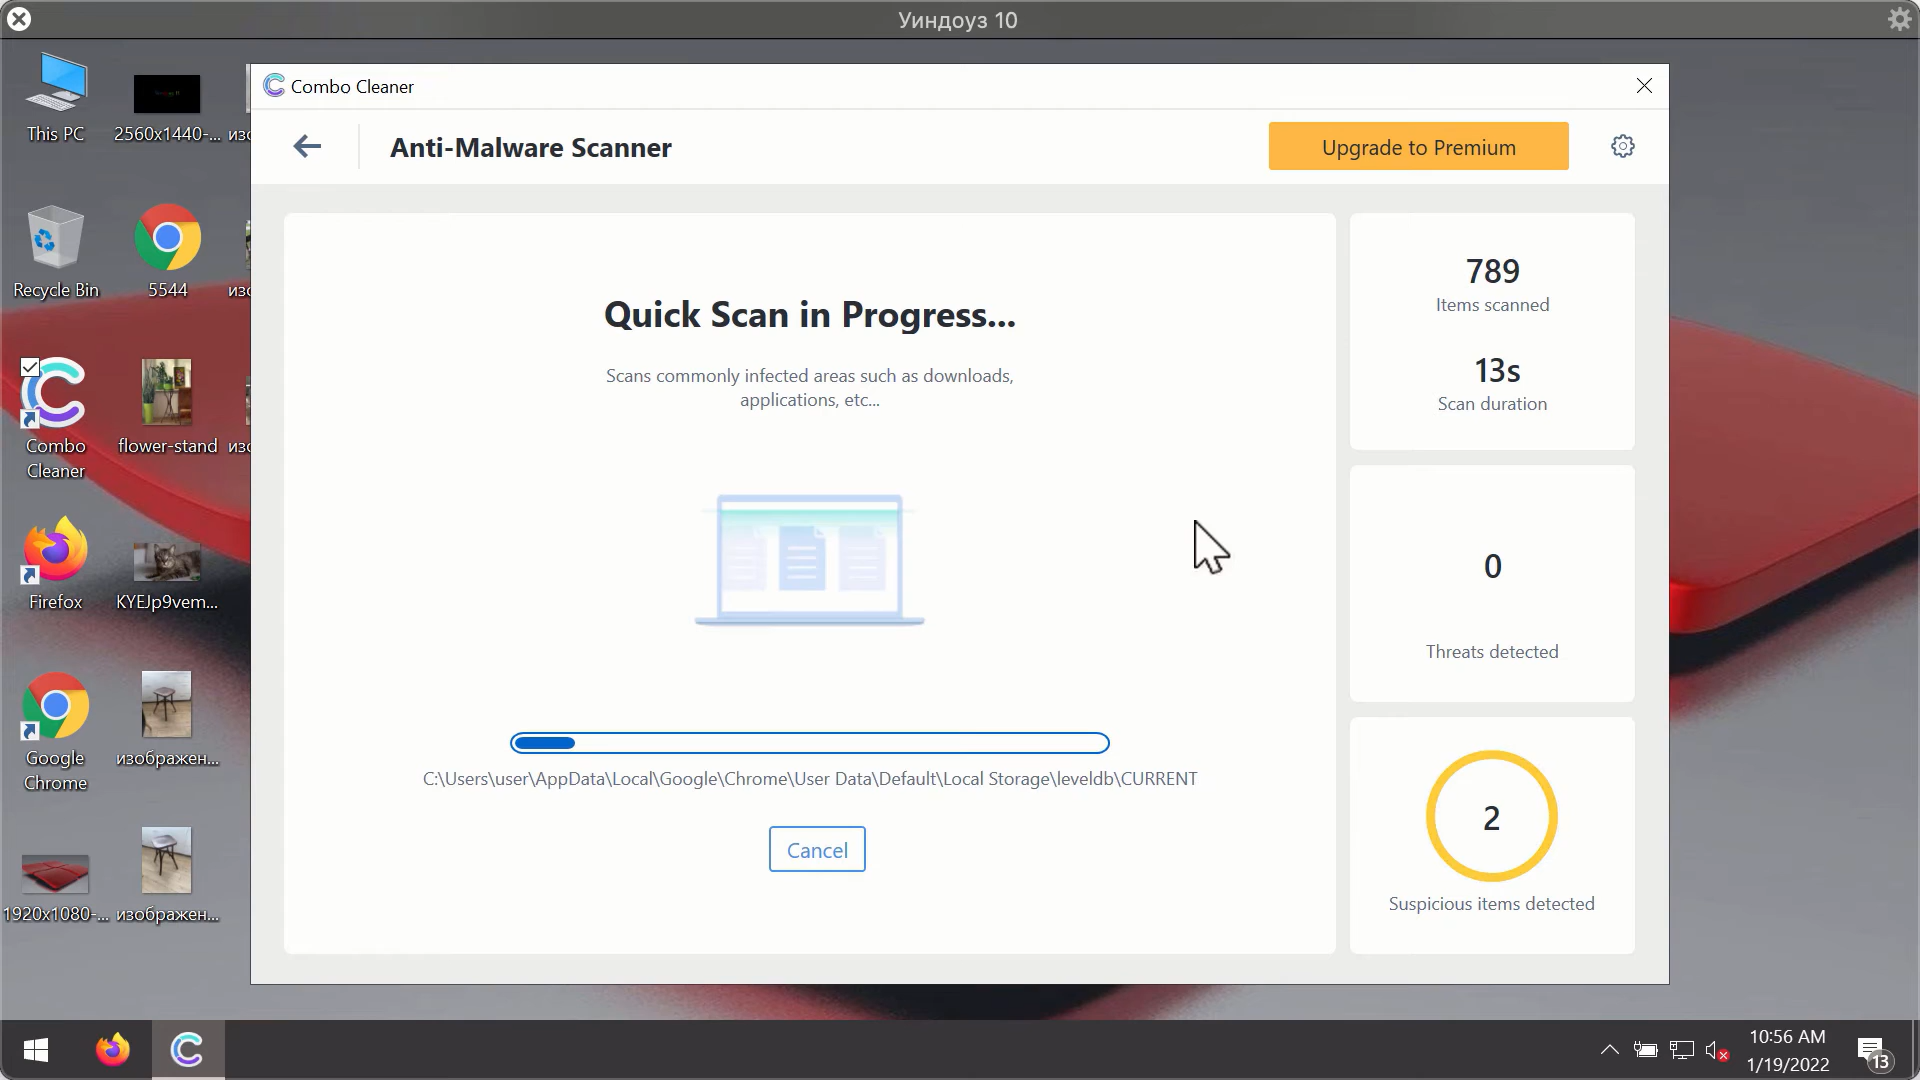 Уиндоуз 10
This PC
2560x1440-...
изо
Combo Cleaner
Anti-Malware Scanner
Upgrade to Premium
Recycle Bin
5544
изо
Quick Scan in Progress...
Scans commonly infected areas such as downloads,
applications, etc...
789
Items scanned
13s
Scan duration
Combo
Cleaner
flower-stand
изо
Firefox
KYEJp9vem...
0
Threats detected
Google
Chrome
изображен...
C:\Users\user\AppData\Local\Google\Chrome\User Data\Default\Local Storage\leveldb\CURRENT
Cancel
2
Suspicious items detected
1920x1080-...
изображен...
10:56 AM
1/19/2022
13